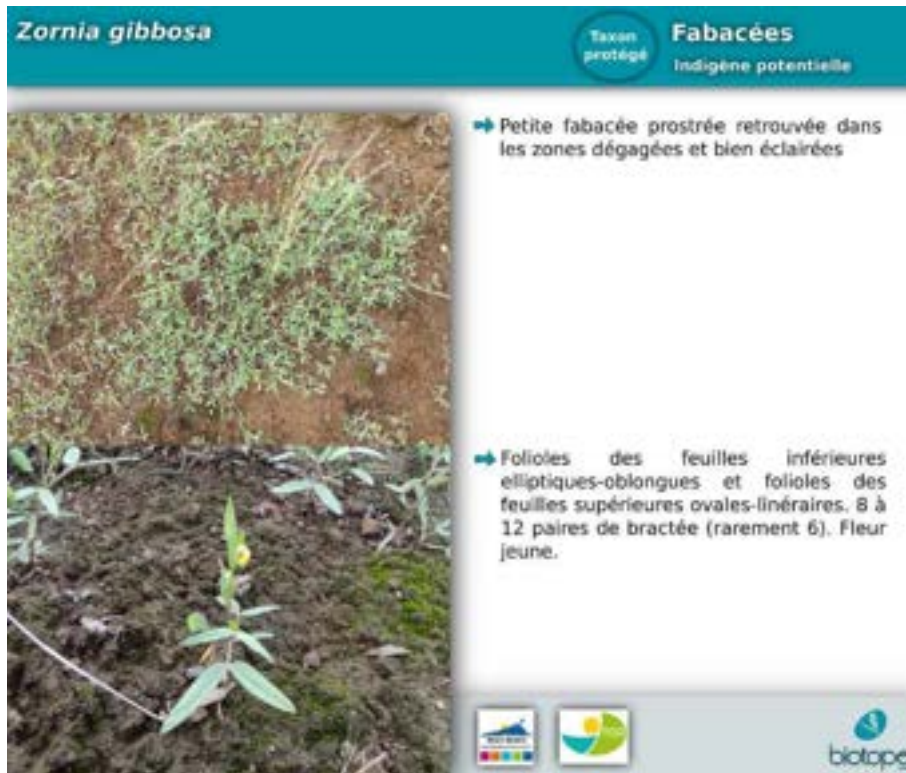 Zornia gibbosa
Taxon
protégé
Fabacées
Indigène potentielle
Petite fabacée prostrée retrouvée dans
les zones dégagées et bien éclairées
Folioles des feuilles inférieures
elliptiques-oblongues et folioles des
feuilles supérieures ovales-linéraires. 8 à
12 paires de bractée (rarement 6). Fleur
jeune.
biotope